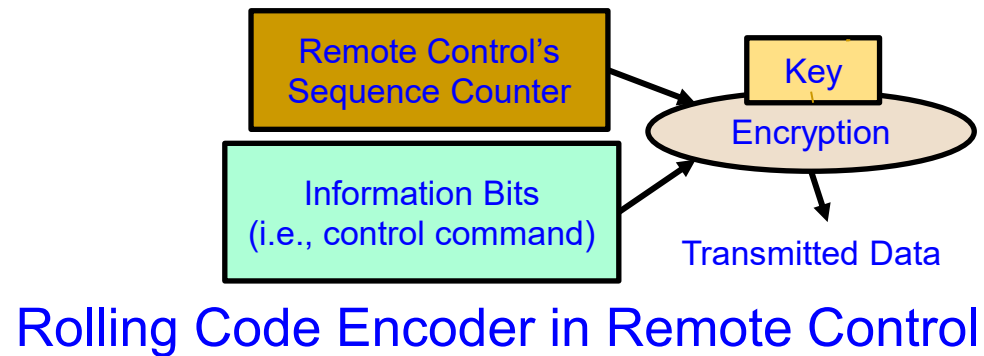 Remote Control's
Sequence Counter
Key
Encryption
Information Bits
(i.e., control command)
Transmitted Data
Rolling Code Encoder in Remote Control